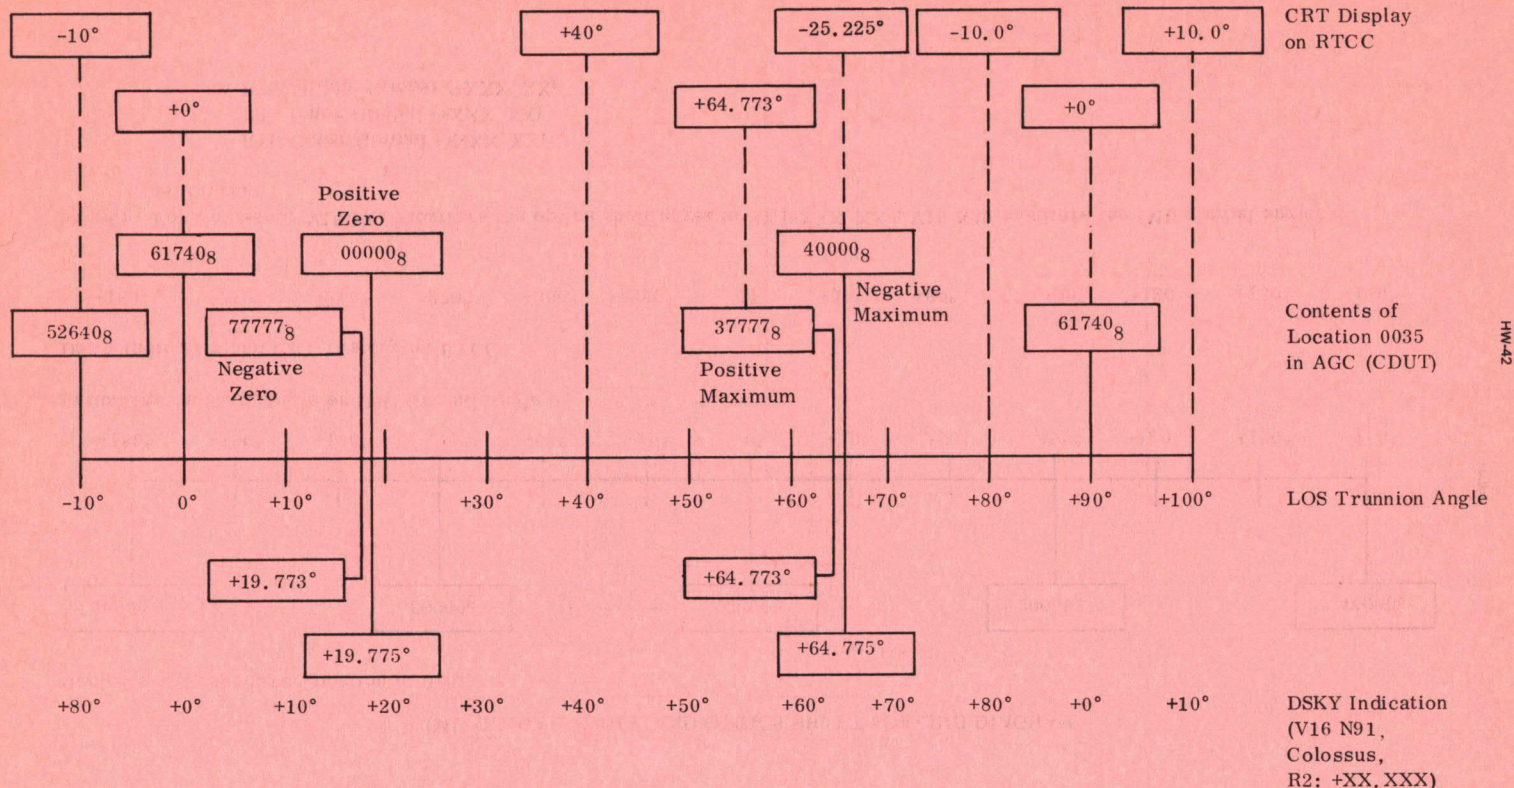 -10°
+40°
-25.225°
-10.0°
+10.0°
CRT Display
on RTCC
+0°
+64.773°
+0°
Positive
Zero
61740₈
00000₈
40000₈
Negative
Maximum
52640₈
77777₈
37777₈
61740₈
Contents of
Location 0035
in AGC (CDUT)
Negative
Zero
Positive
Maximum
HW-42
-10° 0° +10° +20° +30° +40° +50° +60° +70° +80° +90° +100° LOS Trunnion Angle
+19.773°
+64.773°
+19.775°
+64.775°
+80° +0° +10° +20° +30° +40° +50° +60° +70° +80° +0° +10° DSKY Indication
(V16 N91,
Colossus,
R2: +XX.XXX)